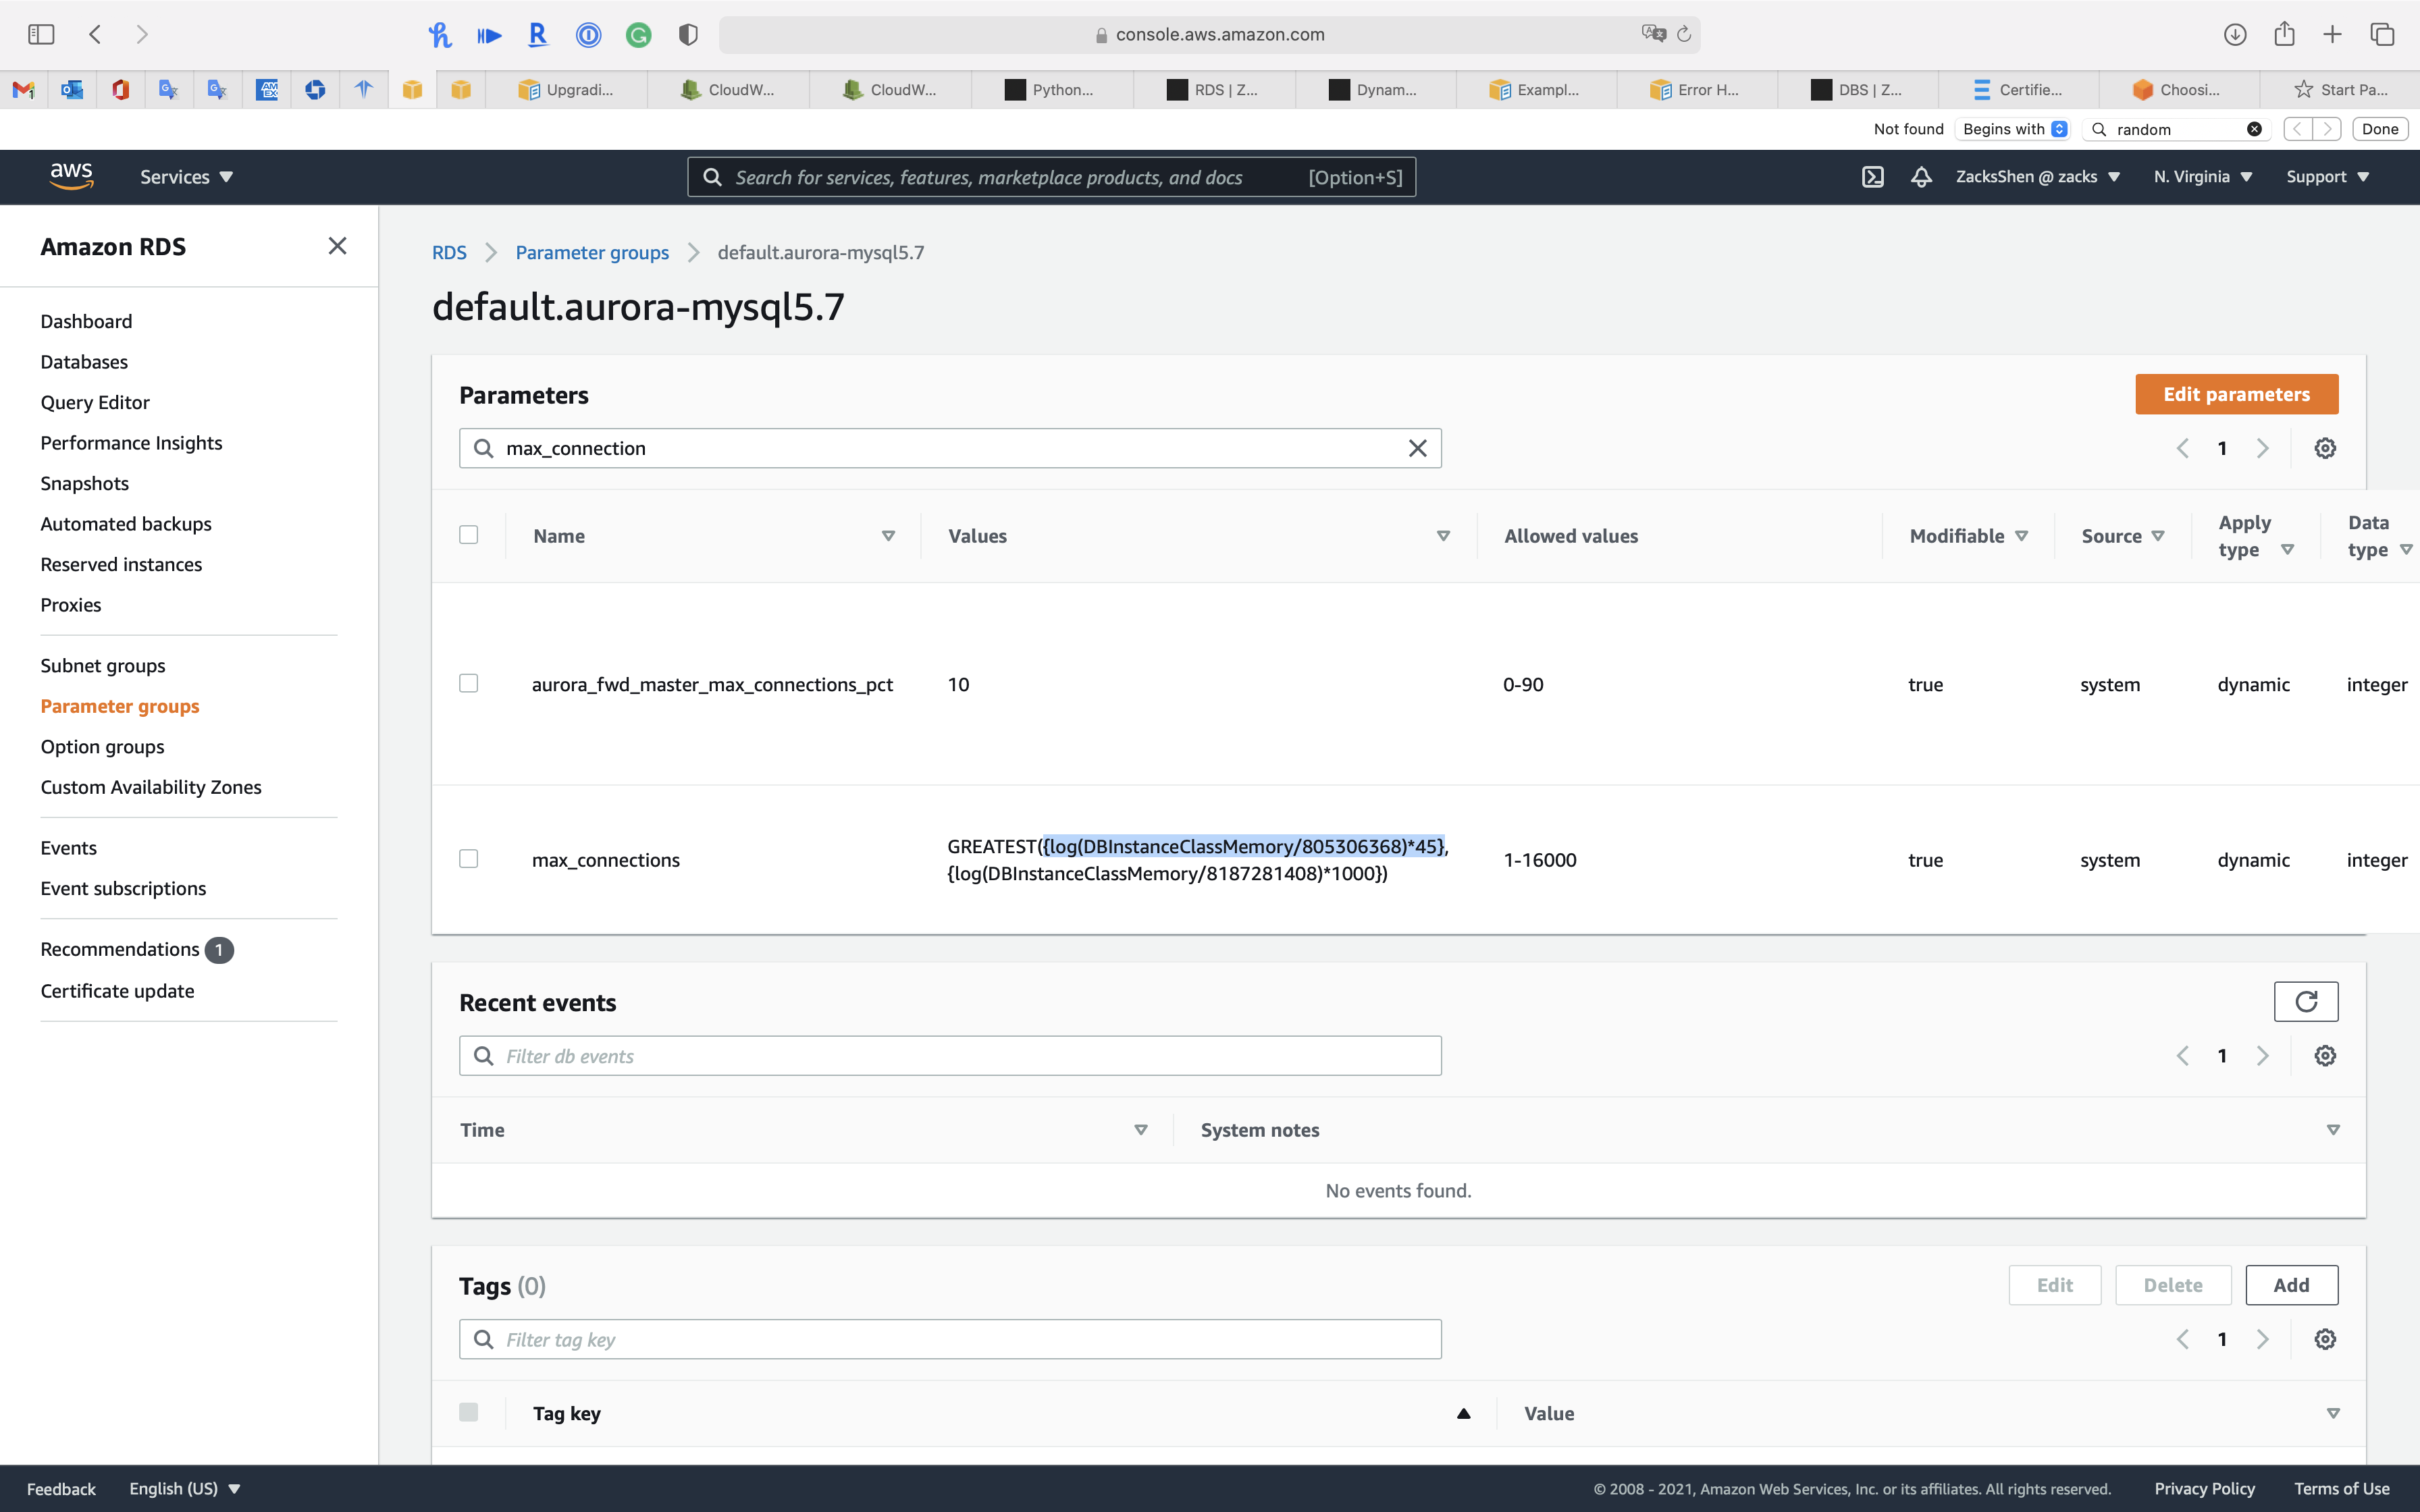 console.aws.amazon.com
Upgradi...
CloudW...
CloudW...
Python...
RDS | Z...
Dynam...
Exampl...
Error H...
DBS | Z...
Certifie...
Choosi...
Start Pa...
Not found
Begins with
random
Done
aws
Services
Search for services, features, marketplace products, and docs
[Option+S]
ZacksShen @ zacks
N. Virginia
Support
Amazon RDS
Dashboard
Databases
Query Editor
Performance Insights
Snapshots
Automated backups
Reserved instances
Proxies
Subnet groups
Parameter groups
Option groups
Custom Availability Zones
Events
Event subscriptions
Recommendations 1
Certificate update
RDS
Parameter groups
default.aurora-mysql5.7
default.aurora-mysql5.7
Parameters
Edit parameters
max_connection
1
Name
Values
Allowed values
Modifiable
Source
Apply
type
Data
type
aurora_fwd_master_max_connections_pct
10
0-90
true
system
dynamic
integer
max_connections
GREATEST({log(DBInstanceClassMemory/805306368)*45},
{log(DBInstanceClassMemory/8187281408)*1000})
1-16000
true
system
dynamic
integer
Recent events
Filter db events
1
Time
System notes
No events found.
Tags (0)
Edit
Delete
Add
Filter tag key
1
Tag key
Value
Feedback
English (US)
© 2008 - 2021, Amazon Web Services, Inc. or its affiliates. All rights reserved.
Privacy Policy
Terms of Use